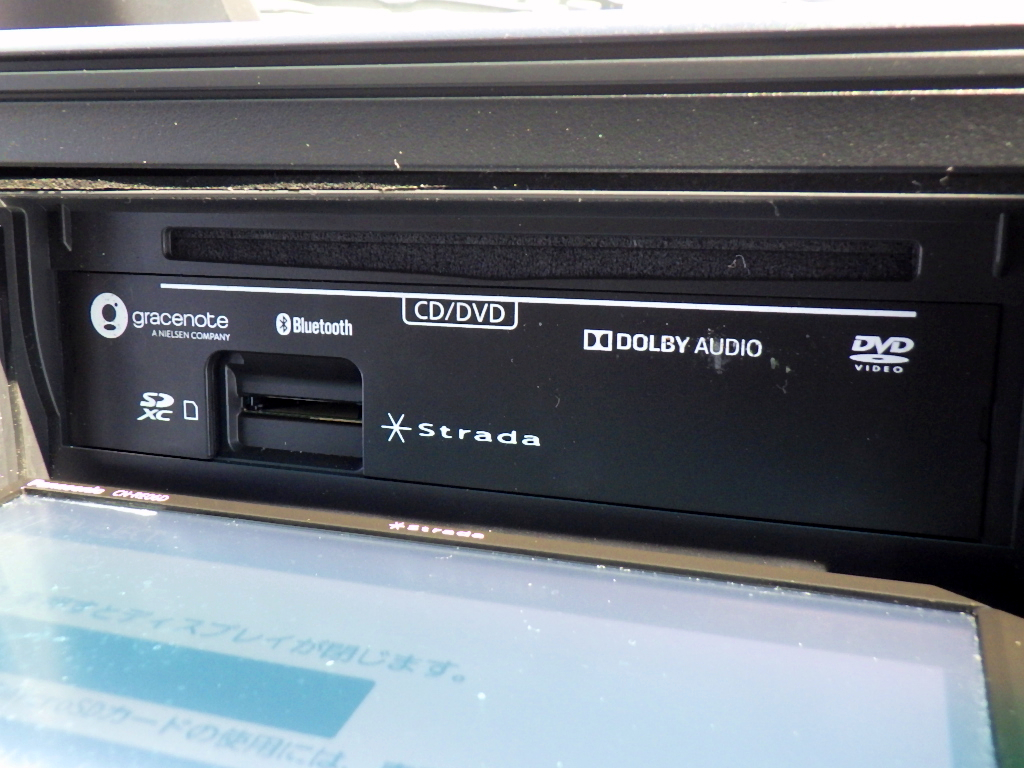 CD/DVD
gracenote
A NIELSEN COMPANY
Bluetooth
DOLBY AUDIO
DVD
VIDEO
SD
XC
Strada
Panasonic CN-RE06D
Strada
すとディスプレイが閉じます。
SDカードの使用には、